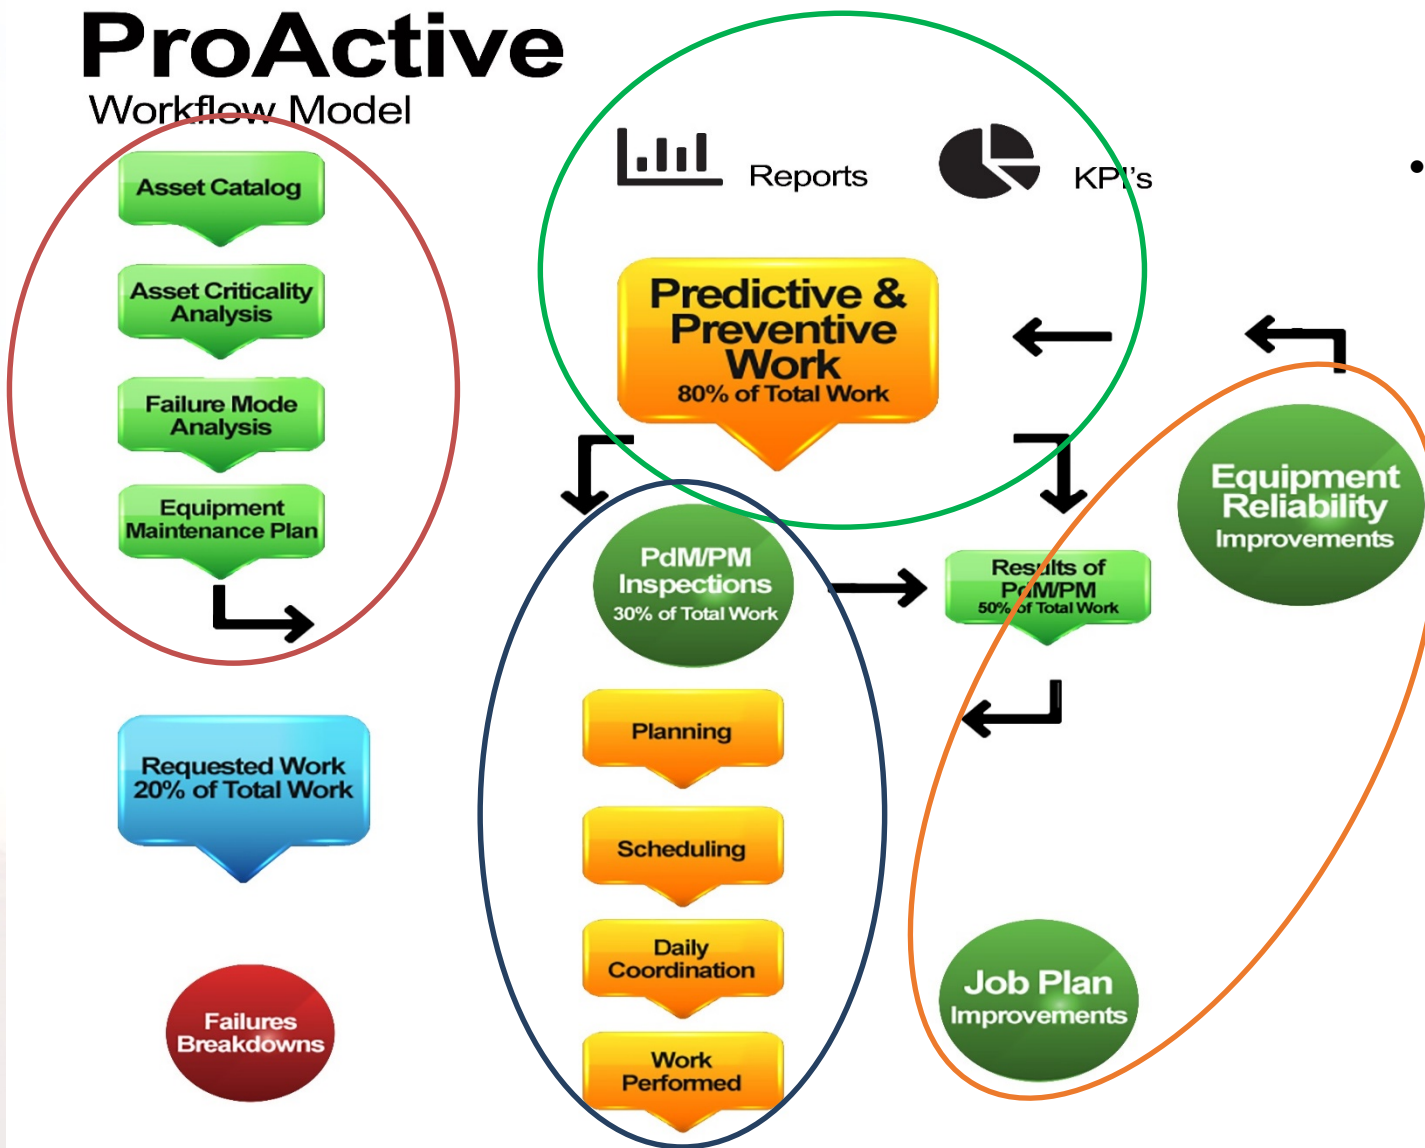 ProActive
Workflow Model
Asset Catalog
Asset Criticality
Analysis
Failure Mode
Analysis
Equipment
Maintenance Plan
Requested Work
20% of Total Work
Failures
Breakdowns
Reports
KPI's
Predictive &
Preventive
Work
80% of Total Work
PdM/PM
Inspections
30% of Total Work
Results of
PdM/PM
50% of Total Work
Planning
Scheduling
Daily
Coordination
Work
Performed
Equipment
Reliability
Improvements
Job Plan
Improvements
•